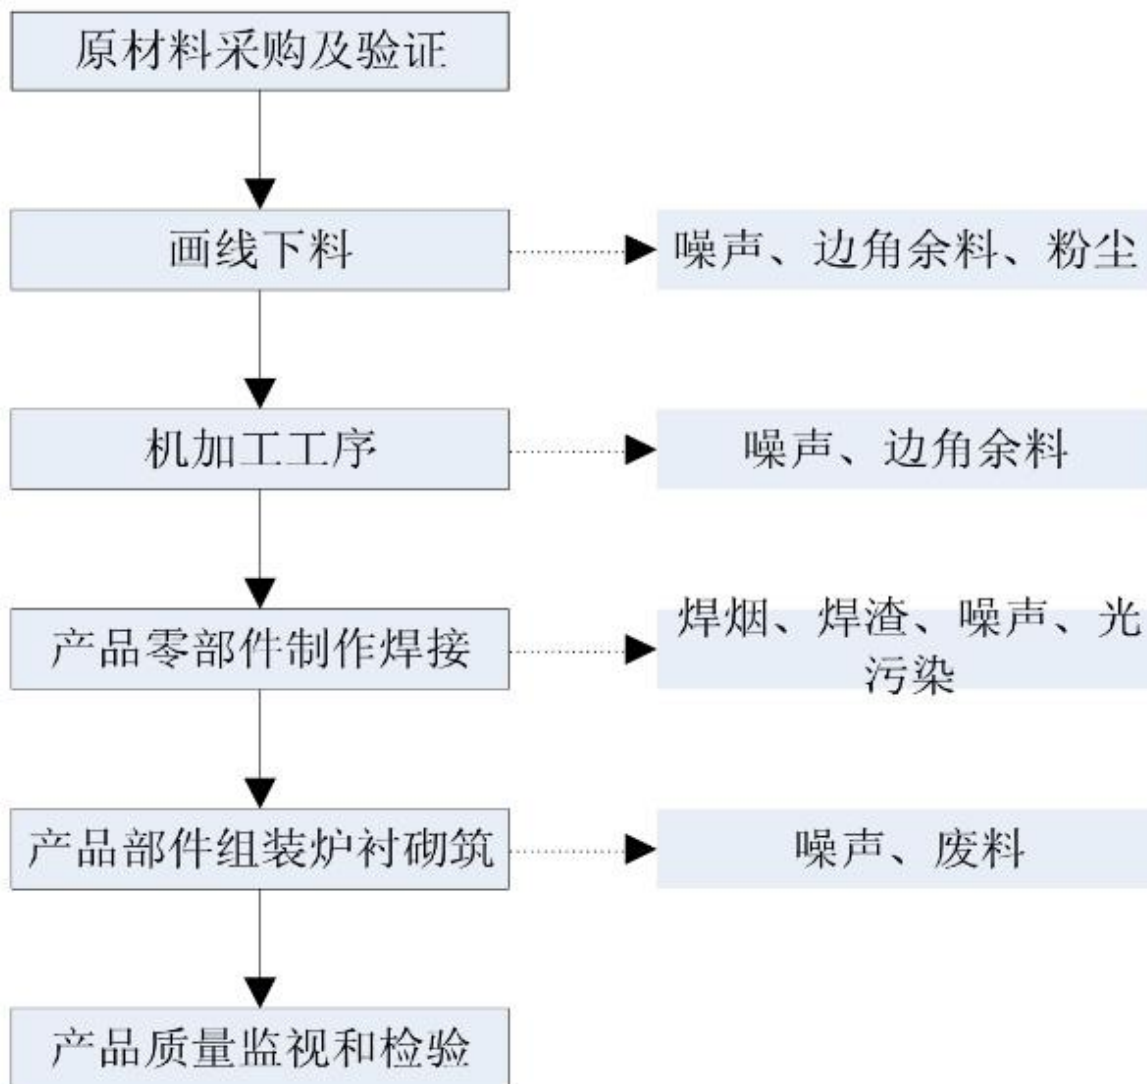 原材料采购及验证
画线下料
噪声、边角余料、粉尘
机加工工序
噪声、边角余料
产品零部件制作焊接
焊烟、焊渣、噪声、光
污染
产品部件组装炉衬砌筑
噪声、废料
产品质量监视和检验